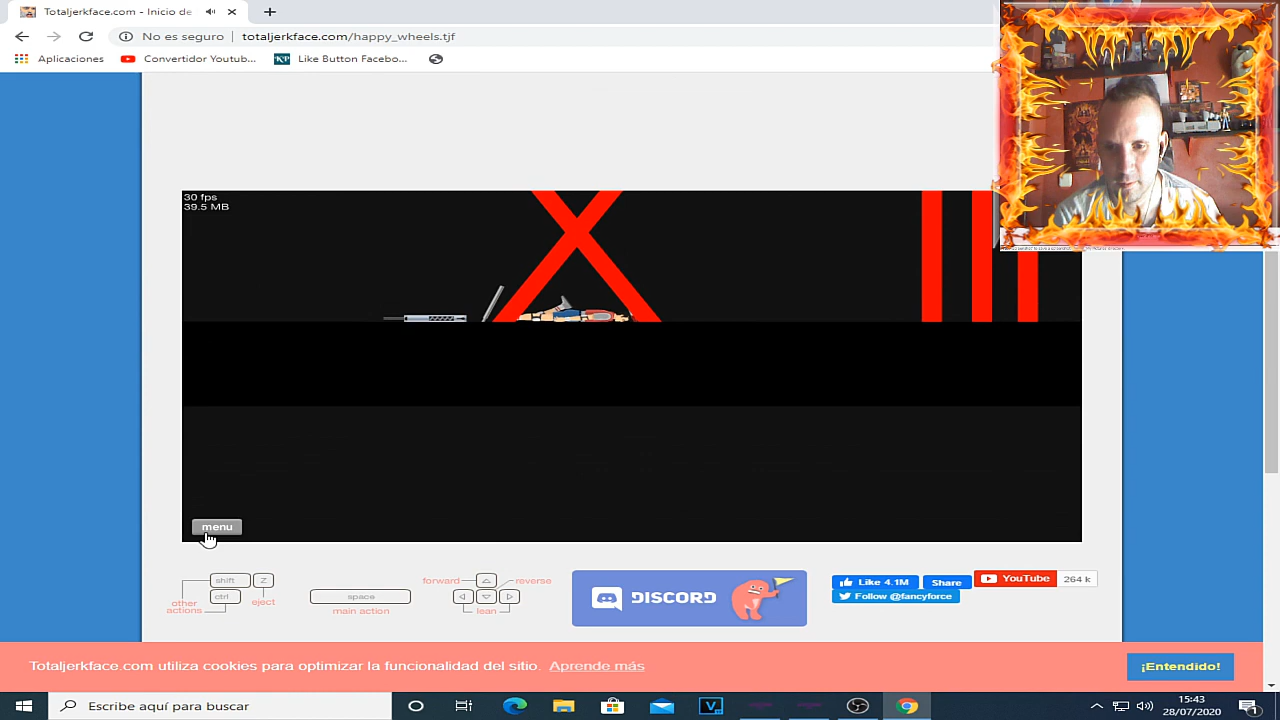 Totaljerkface.com - Inicio de
No es seguro
totaljerkface.com/happy_wheels.tjf
Aplicaciones
Convertidor Youtub...
KP
Like Button Facebo...
30 fps
39.5 MB
menu
shift
Z
ctrl
other actions
eject
space
main action
forward
reverse
lean
DISCORD
Like 4.1M
Share
YouTube
264 k
Follow @fancyforce
Totaljerkface.com utiliza cookies para optimizar la funcionalidad del sitio. Aprende más
¡Entendido!
Escribe aquí para buscar
15:43
28/07/2020
1